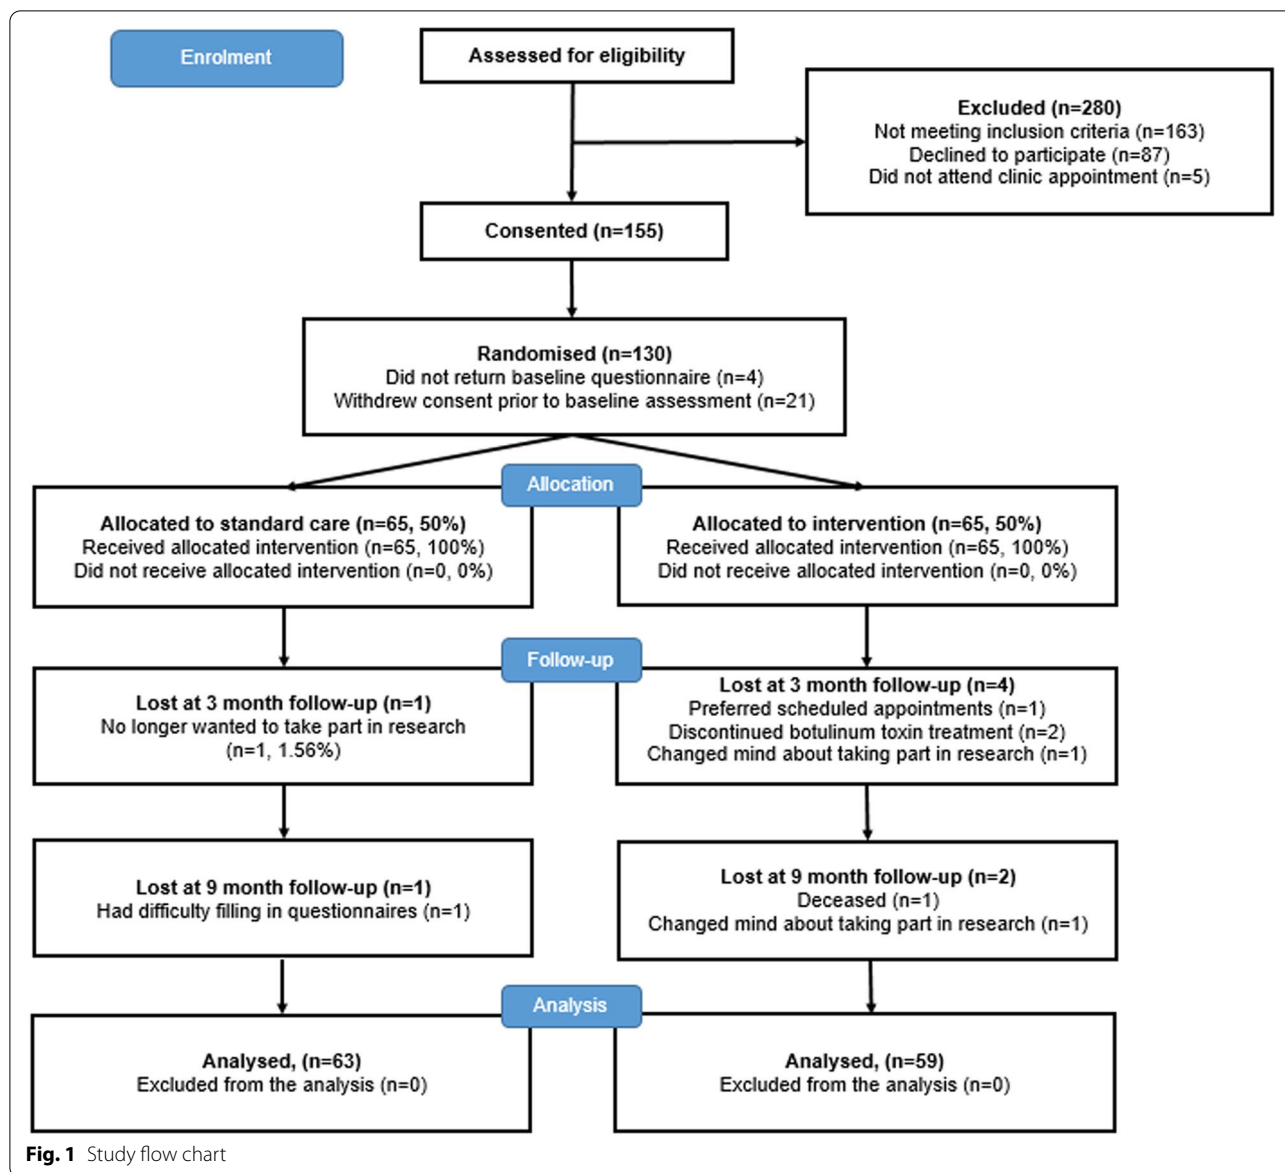 Enrolment
Assessed for eligibility
Excluded (n=280)
Not meeting inclusion criteria (n=163)
Declined to participate (n=87)
Did not attend clinic appointment (n=5)
Consented (n=155)
Randomised (n=130)
Did not return baseline questionnaire (n=4)
Withdrew consent prior to baseline assessment (n=21)
Allocation
Allocated to standard care (n=65, 50%)
Received allocated intervention (n=65, 100%)
Did not receive allocated intervention (n=0, 0%)
Allocated to intervention (n=65, 50%)
Received allocated intervention (n=65, 100%)
Did not receive allocated intervention (n=0, 0%)
Follow-up
Lost at 3 month follow-up (n=1)
No longer wanted to take part in research
(n=1, 1.56%)
Lost at 3 month follow-up (n=4)
Preferred scheduled appointments (n=1)
Discontinued botulinum toxin treatment (n=2)
Changed mind about taking part in research (n=1)
Lost at 9 month follow-up (n=1)
Had difficulty filling in questionnaires (n=1)
Lost at 9 month follow-up (n=2)
Deceased (n=1)
Changed mind about taking part in research (n=1)
Analysis
Analysed, (n=63)
Excluded from the analysis (n=0)
Analysed, (n=59)
Excluded from the analysis (n=0)
Fig. 1 Study flow chart